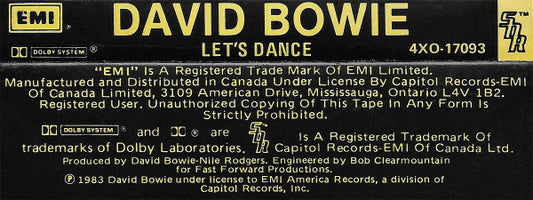 EMI DAVID BOWIE SDR™
DOLBY SYSTEM ® LET'S DANCE 4XO-17093
"EMI" Is A Registered Trade Mark Of EMI Limited.
Manufactured and Distributed in Canada Under License By Capitol Records-EMI
Of Canada Limited, 3109 American Drive, Mississauga, Ontario L4V 1B2.
Registered User. Unauthorized Copying Of This Tape In Any Form Is
Strictly Prohibited.
DOLBY SYSTEM ® and ® are SDR™ Is A Registered Trademark Of
trademarks of Dolby Laboratories. Capitol Records-EMI Of Canada Ltd.
Produced by David Bowie-Nile Rodgers. Engineered by Bob Clearmountain
for Fast Forward Productions.
Ⓟ 1983 David Bowie under license to EMI America Records, a division of
Capitol Records, Inc.